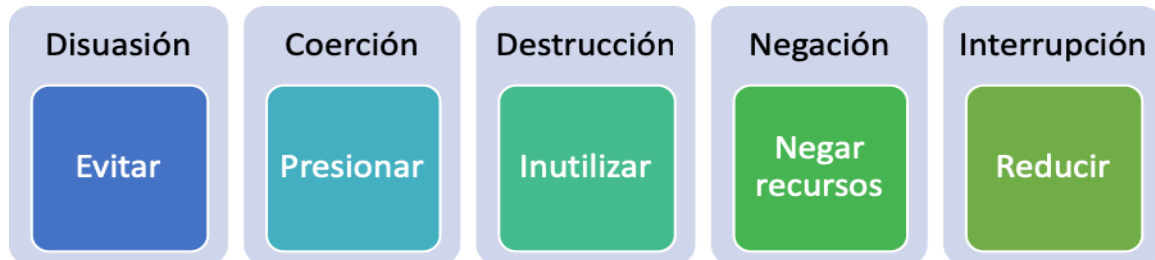 Disuasión
Coerción
Destrucción
Negación
Interrupción
Evitar
Presionar
Inutilizar
Negar
recursos
Reducir